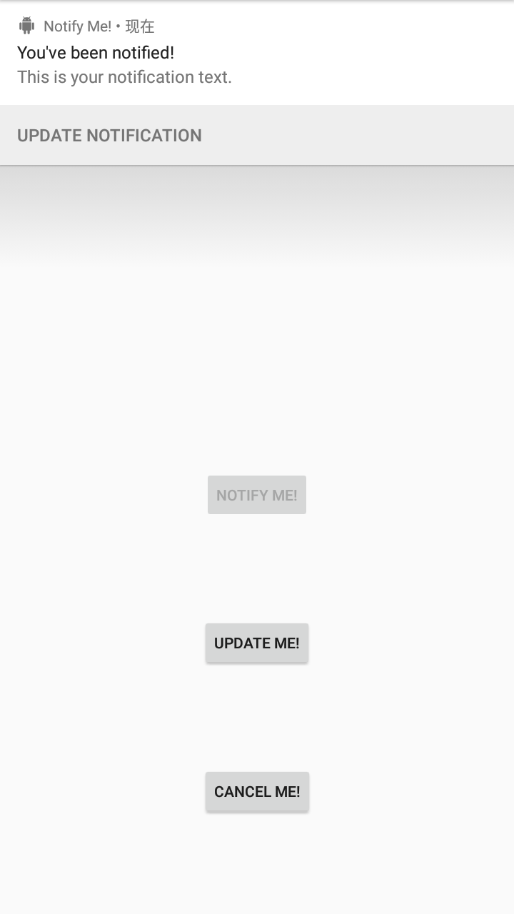 Notify Me! • 现在
You've been notified!
This is your notification text.
UPDATE NOTIFICATION
NOTIFY ME!
UPDATE ME!
CANCEL ME!